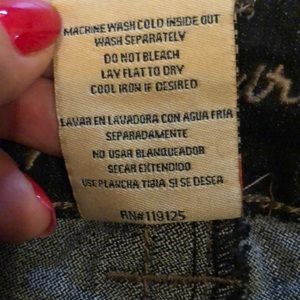 MACHINE WASH COLD INSIDE OUT
WASH SEPARATELY
DO NOT BLEACH
LAY FLAT TO DRY
COOL IRON IF DESIRED
LAVAR EN LAVADORA CON AGUA FRIA
SEPARADAMENTE
NO USAR BLANQUEADOR
SECAR EXTENDIDO
USE PLANCHA TIBIA SI SE DESEA
RN#119125